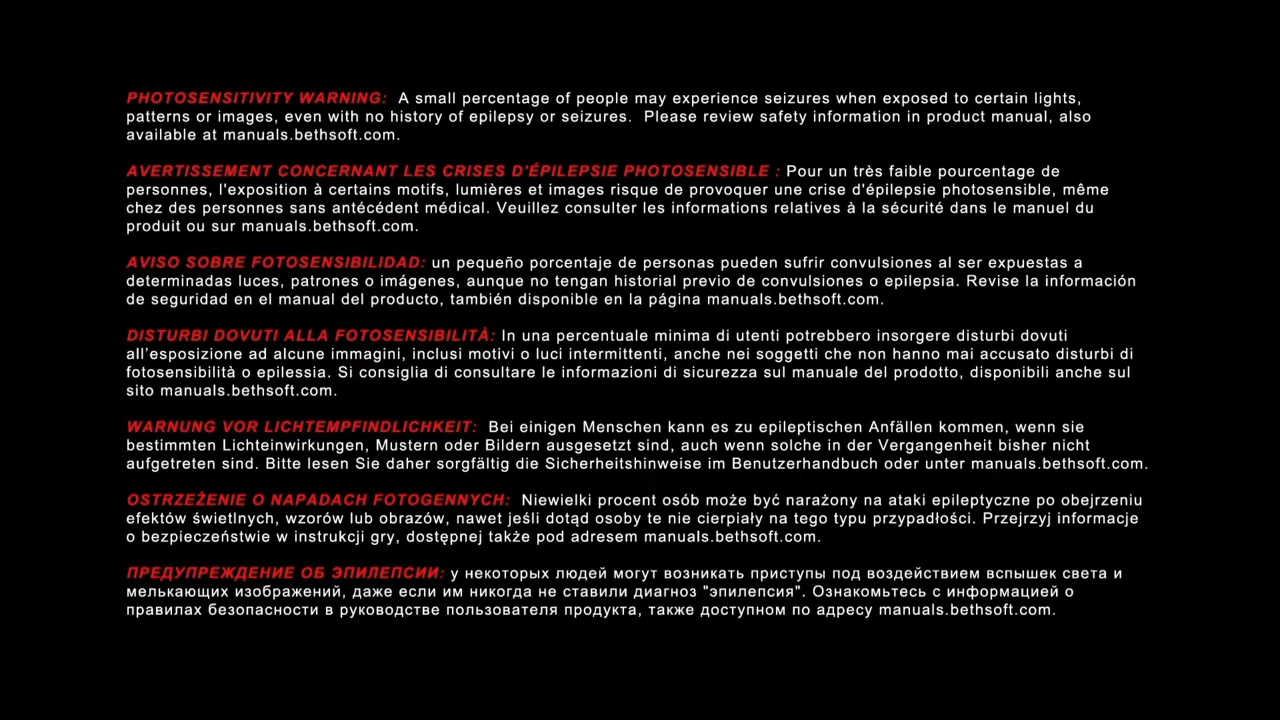 PHOTOSENSITIVITY WARNING:  A small percentage of people may experience seizures when exposed to certain lights,
patterns or images, even with no history of epilepsy or seizures.  Please review safety information in product manual, also
available at manuals.bethsoft.com.
AVERTISSEMENT CONCERNANT LES CRISES D'ÉPILEPSIE PHOTOSENSIBLE : Pour un très faible pourcentage de
personnes, l'exposition à certains motifs, lumières et images risque de provoquer une crise d'épilepsie photosensible, même
chez des personnes sans antécédent médical. Veuillez consulter les informations relatives à la sécurité dans le manuel du
produit ou sur manuals.bethsoft.com.
AVISO SOBRE FOTOSENSIBILIDAD: un pequeño porcentaje de personas pueden sufrir convulsiones al ser expuestas a
determinadas luces, patrones o imágenes, aunque no tengan historial previo de convulsiones o epilepsia. Revise la información
de seguridad en el manual del producto, también disponible en la página manuals.bethsoft.com.
DISTURBI DOVUTI ALLA FOTOSENSIBILITÀ: In una percentuale minima di utenti potrebbero insorgere disturbi dovuti
all'esposizione ad alcune immagini, inclusi motivi o luci intermittenti, anche nei soggetti che non hanno mai accusato disturbi di
fotosensibilità o epilessia. Si consiglia di consultare le informazioni di sicurezza sul manuale del prodotto, disponibili anche sul
sito manuals.bethsoft.com.
WARNUNG VOR LICHTEMPFINDLICHKEIT:  Bei einigen Menschen kann es zu epileptischen Anfällen kommen, wenn sie
bestimmten Lichteinwirkungen, Mustern oder Bildern ausgesetzt sind, auch wenn solche in der Vergangenheit bisher nicht
aufgetreten sind. Bitte lesen Sie daher sorgfältig die Sicherheitshinweise im Benutzerhandbuch oder unter manuals.bethsoft.com.
OSTRZEŻENIE O NAPADACH FOTOGENNYCH:  Niewielki procent osób może być narażony na ataki epileptyczne po obejrzeniu
efektów świetlnych, wzorów lub obrazów, nawet jeśli dotąd osoby te nie cierpiały na tego typu przypadłości. Przejrzyj informacje
o bezpieczeństwie w instrukcji gry, dostępnej także pod adresem manuals.bethsoft.com.
ПРЕДУПРЕЖДЕНИЕ ОБ ЭПИЛЕПСИИ: у некоторых людей могут возникать приступы под воздействием вспышек света и
мелькающих изображений, даже если им никогда не ставили диагноз "эпилепсия". Ознакомьтесь с информацией о
правилах безопасности в руководстве пользователя продукта, также доступном по адресу manuals.bethsoft.com.